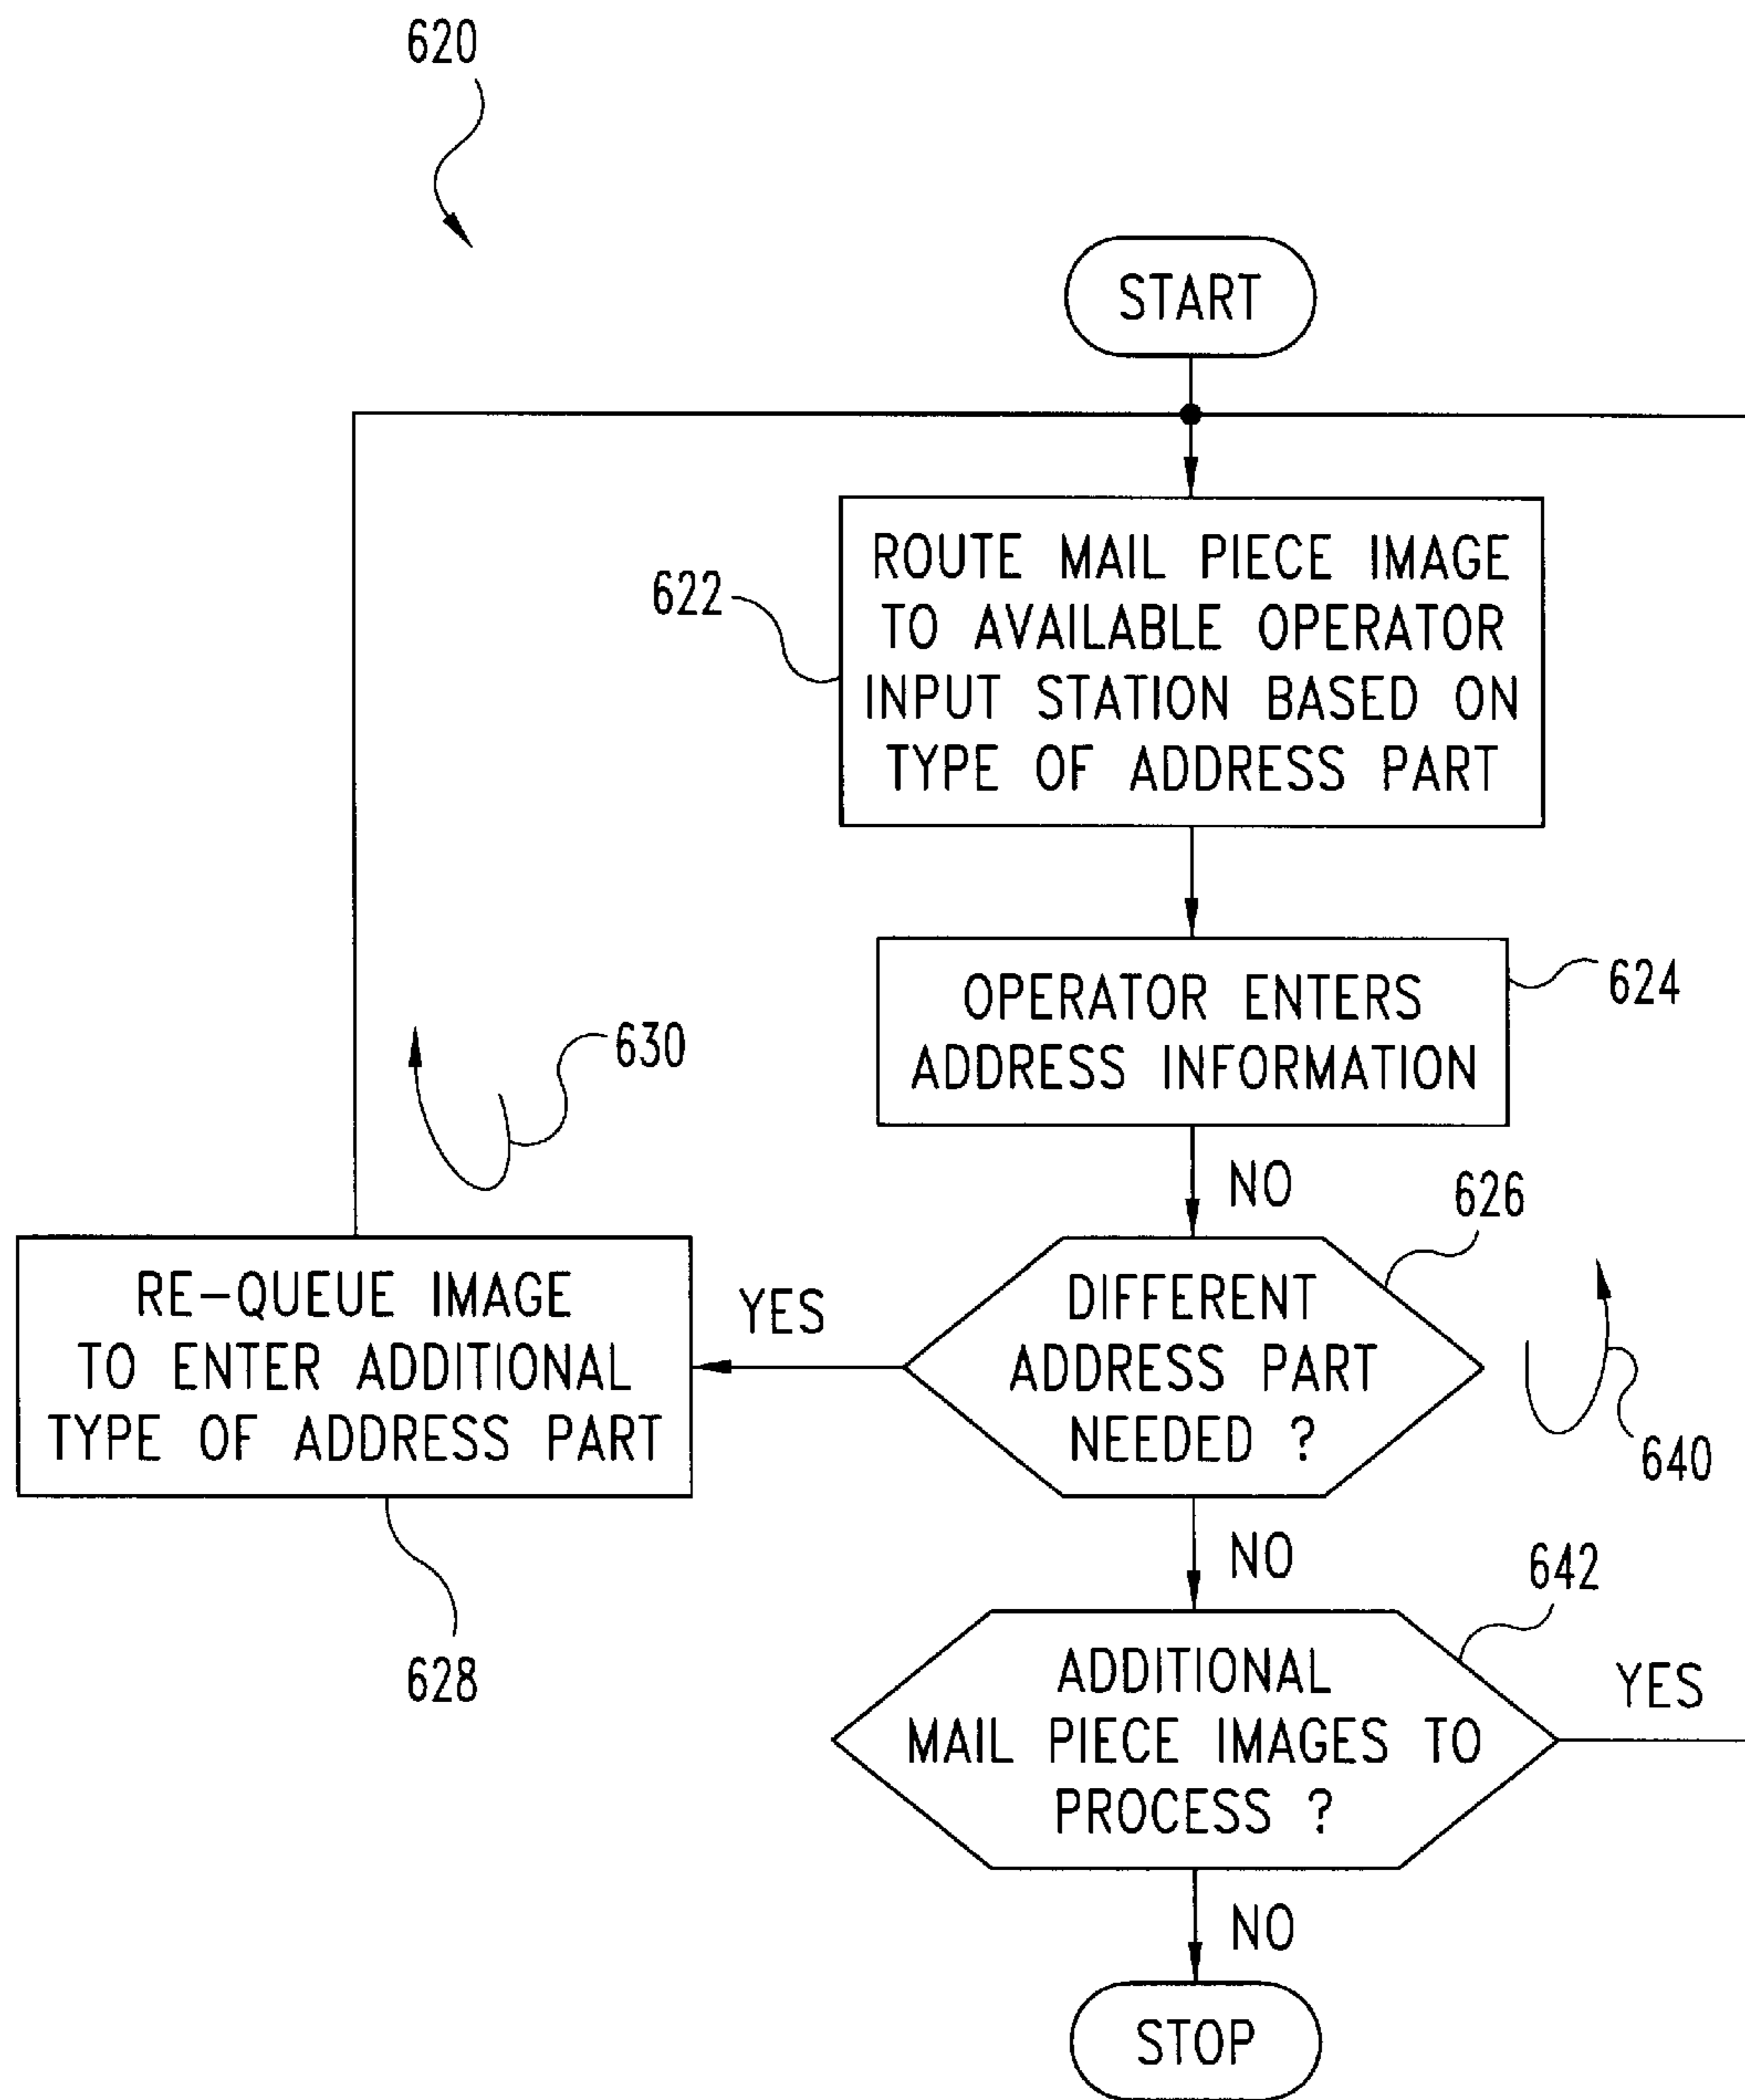 620
START
622
ROUTE MAIL PIECE IMAGE
TO AVAILABLE OPERATOR
INPUT STATION BASED ON
TYPE OF ADDRESS PART
624
OPERATOR ENTERS
ADDRESS INFORMATION
630
NO
626
DIFFERENT
ADDRESS PART
NEEDED ?
YES
RE-QUEUE IMAGE
TO ENTER ADDITIONAL
TYPE OF ADDRESS PART
628
640
NO
642
ADDITIONAL
MAIL PIECE IMAGES TO
PROCESS ?
YES
NO
STOP